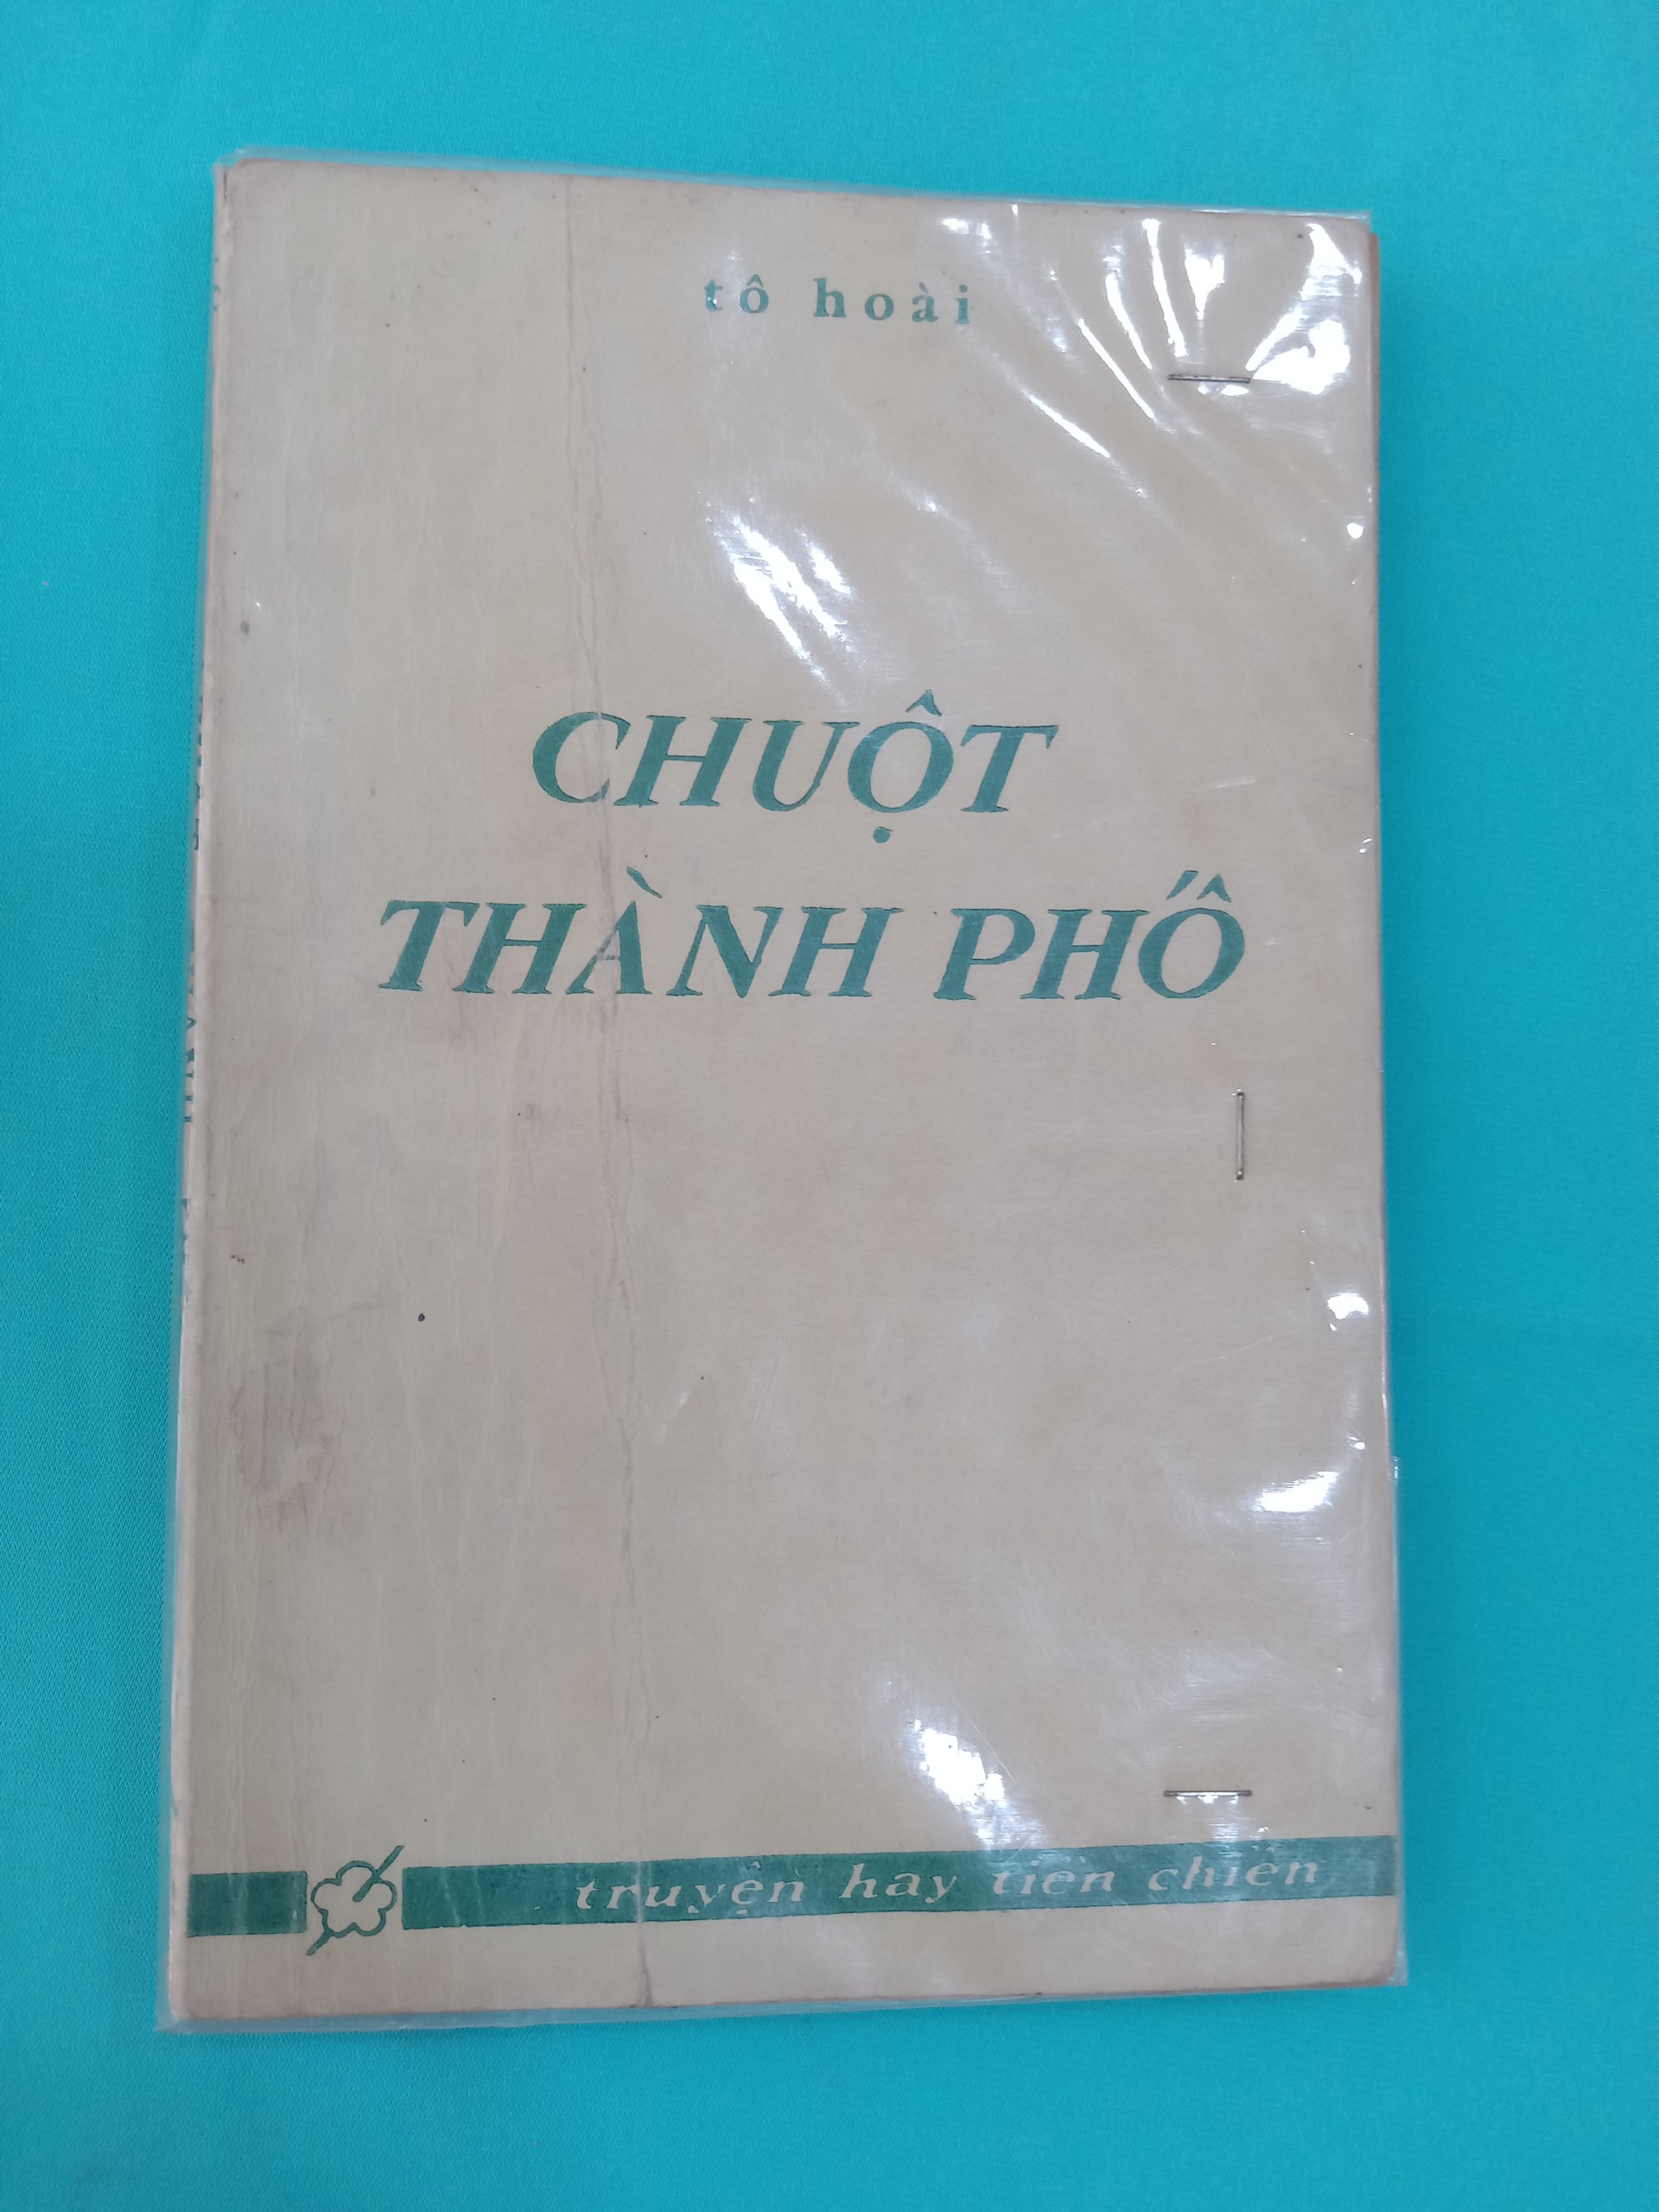 tô hoài
CHUỘT
THÀNH PHỐ
truyện hay tiền chiến